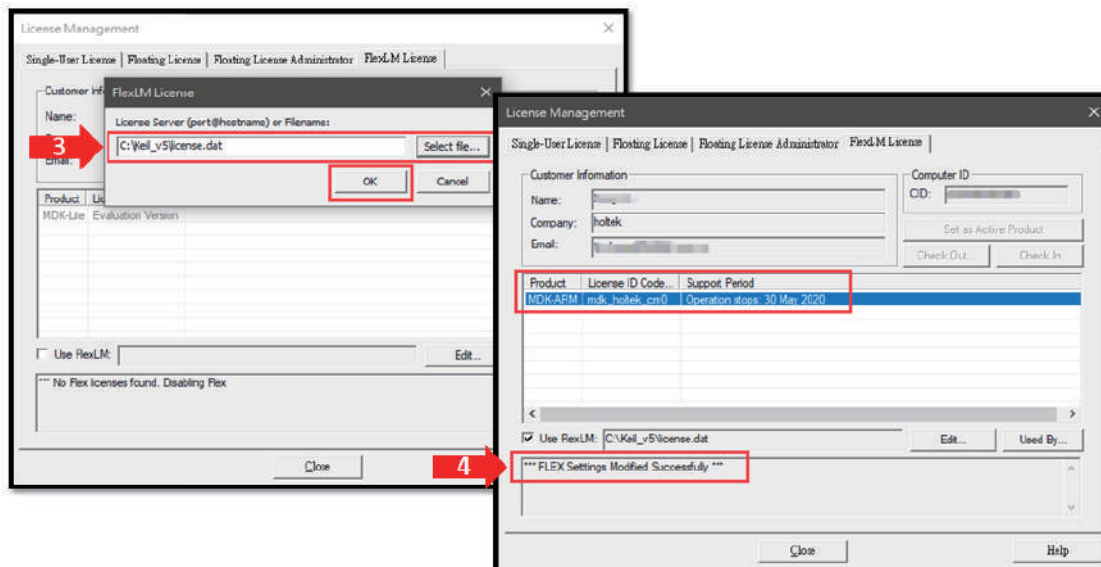 License Management
Single-User License | Floating License | Floating License Administrator | FlexLM License
Customer Inf
Name:
Email:
FlexLM License
License Server (port@hostname) or Filename:
3
C:\Keil_v5\license.dat
Select file...
OK
Cancel
Product Lic
MDK-Lite Evaluation Version
Use FlexLM:
Edit...
*** No Flex licenses found. Disabling Flex
Close
License Management
Single-User License | Floating License | Floating License Administrator | FlexLM License
Customer Information
Name:
Company: holtek
Email:
Computer ID
CID:
Set as Active Product
Check Out...
Check In
Product License ID Code... Support Period
MDK-ARM mdk_holtek_cm0 Operation stops: 30 May 2020
Use FlexLM: C:\Keil_v5\license.dat
Edit...
Used By...
4
*** FLEX Settings Modified Successfully ***
Close
Help